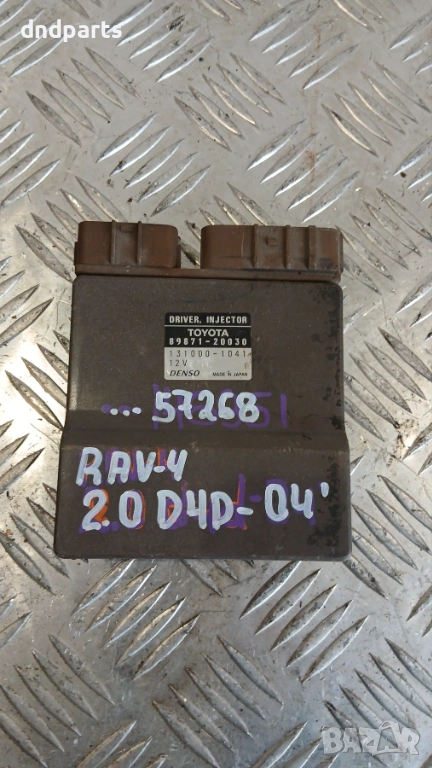 dndparts
DRIVER, INJECTOR
TOYOTA
89871-20030
131000-1041
12V
DENSO MADE IN JAPAN
... 57268
RAV-4
2.0 D4D-04'
BAZAR